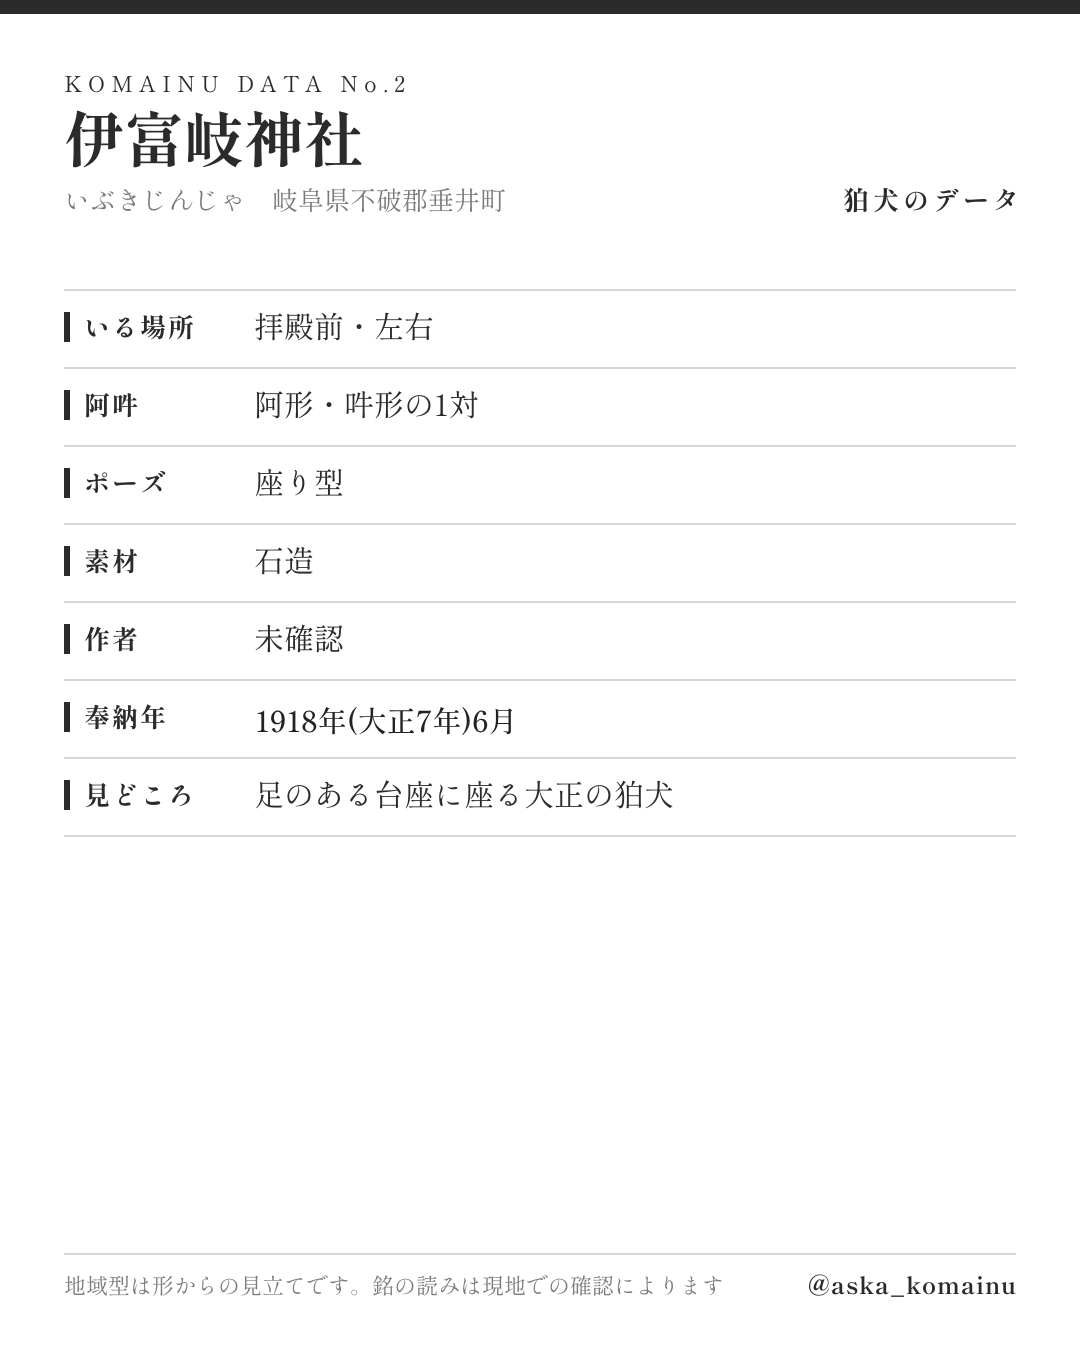 KOMAINU DATA No.2
伊富岐神社
いぶきじんじゃ　岐阜県不破郡垂井町
狛犬のデータ
いる場所　拝殿前・左右
阿吽　阿形・吽形の1対
ポーズ　座り型
素材　石造
作者　未確認
奉納年　1918年(大正7年)6月
見どころ　足のある台座に座る大正の狛犬
地域型は形からの見立てです。銘の読みは現地での確認によります
@aska_komainu